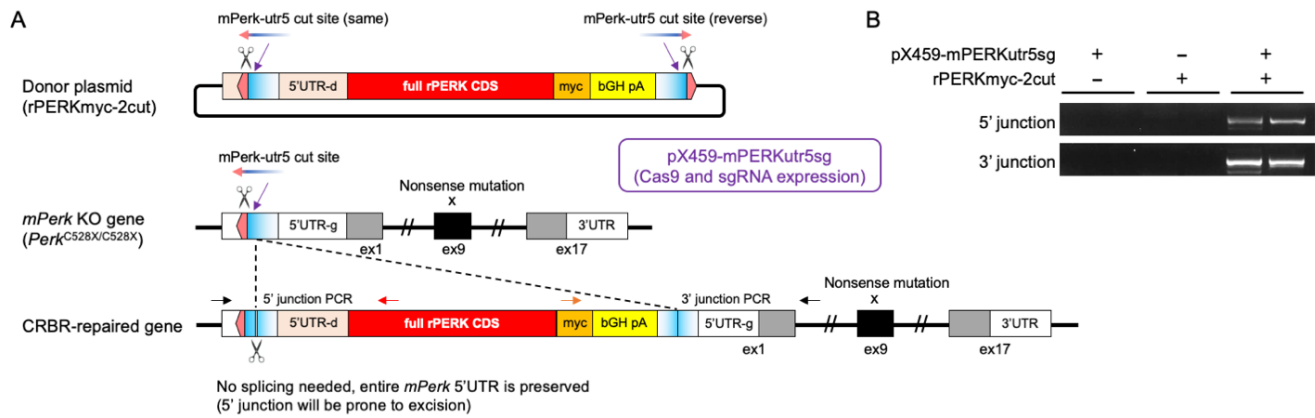 A
mPerk-utr5 cut site (same)
mPerk-utr5 cut site (reverse)
Donor plasmid
(rPERKmyc-2cut)
5'UTR-d
full rPERK CDS
myc
bGH pA
mPerk-utr5 cut site
pX459-mPERKutr5sg
(Cas9 and sgRNA expression)
Nonsense mutation
x
mPerk KO gene
(Perk^C528X/C528X)
5'UTR-g
3'UTR
ex1
ex9
ex17
5' junction PCR
3' junction PCR
Nonsense mutation
x
CRBR-repaired gene
5'UTR-d
full rPERK CDS
myc
bGH pA
5'UTR-g
3'UTR
ex1
ex9
ex17
No splicing needed, entire mPerk 5'UTR is preserved
(5' junction will be prone to excision)
B
pX459-mPERKutr5sg + – +
rPERKmyc-2cut – + +
5' junction
3' junction